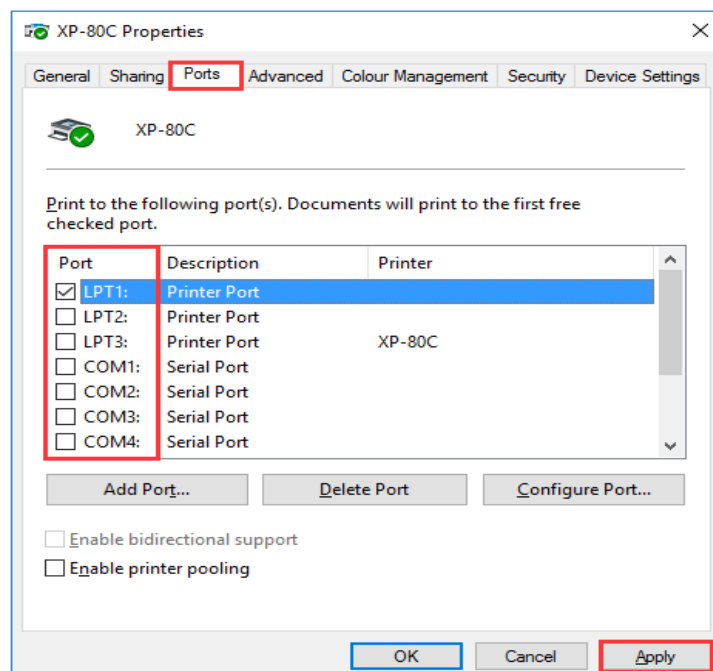 XP-80C Properties
General Sharing Ports Advanced Colour Management Security Device Settings
XP-80C
Print to the following port(s). Documents will print to the first free
checked port.
Port Description Printer
LPT1: Printer Port
LPT2: Printer Port
LPT3: Printer Port XP-80C
COM1: Serial Port
COM2: Serial Port
COM3: Serial Port
COM4: Serial Port
Add Port... Delete Port Configure Port...
Enable bidirectional support
Enable printer pooling
OK Cancel Apply